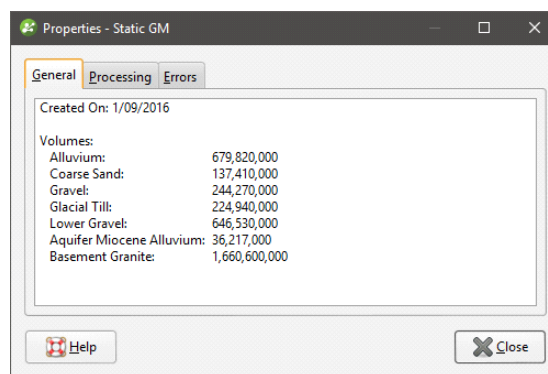 Properties - Static GM
General Processing Errors
Created On: 1/09/2016
Volumes:
Alluvium: 679,820,000
Coarse Sand: 137,410,000
Gravel: 244,270,000
Glacial Till: 224,940,000
Lower Gravel: 646,530,000
Aquifer Miocene Alluvium: 36,217,000
Basement Granite: 1,660,600,000
Help Close